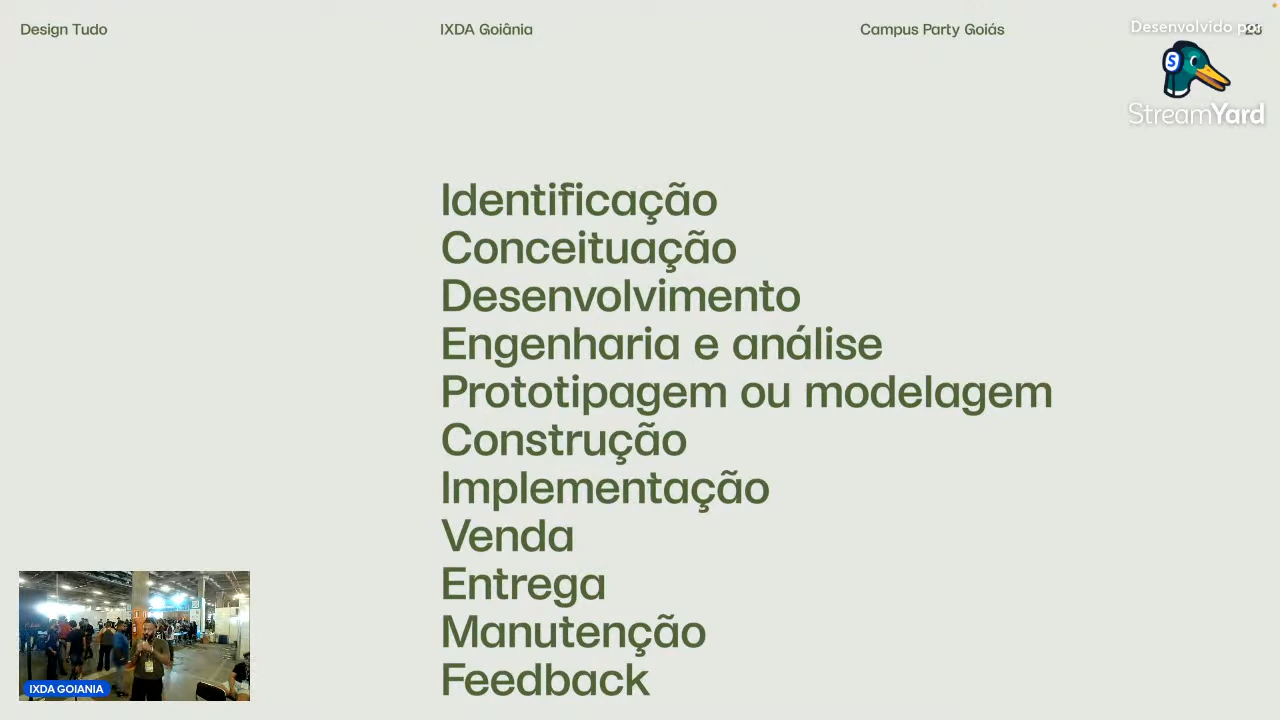 Design Tudo
IXDA Goiânia
Campus Party Goiás
Desenvolvido por
StreamYard
Identificação
Conceituação
Desenvolvimento
Engenharia e análise
Prototipagem ou modelagem
Construção
Implementação
Venda
Entrega
Manutenção
Feedback
IXDA GOIANIA